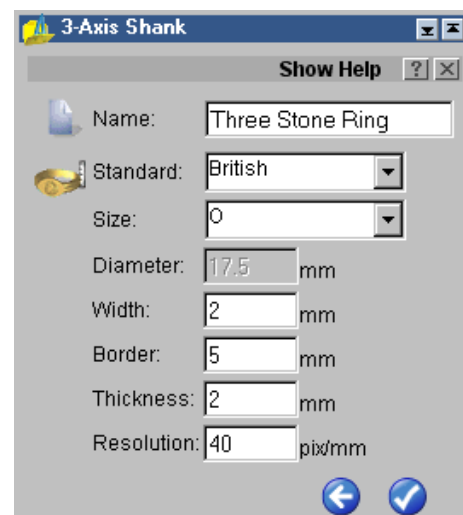 3-Axis Shank
Show Help ?
Name: Three Stone Ring
Standard: British
Size: O
Diameter: 17.5 mm
Width: 2 mm
Border: 5 mm
Thickness: 2 mm
Resolution: 40 pix/mm